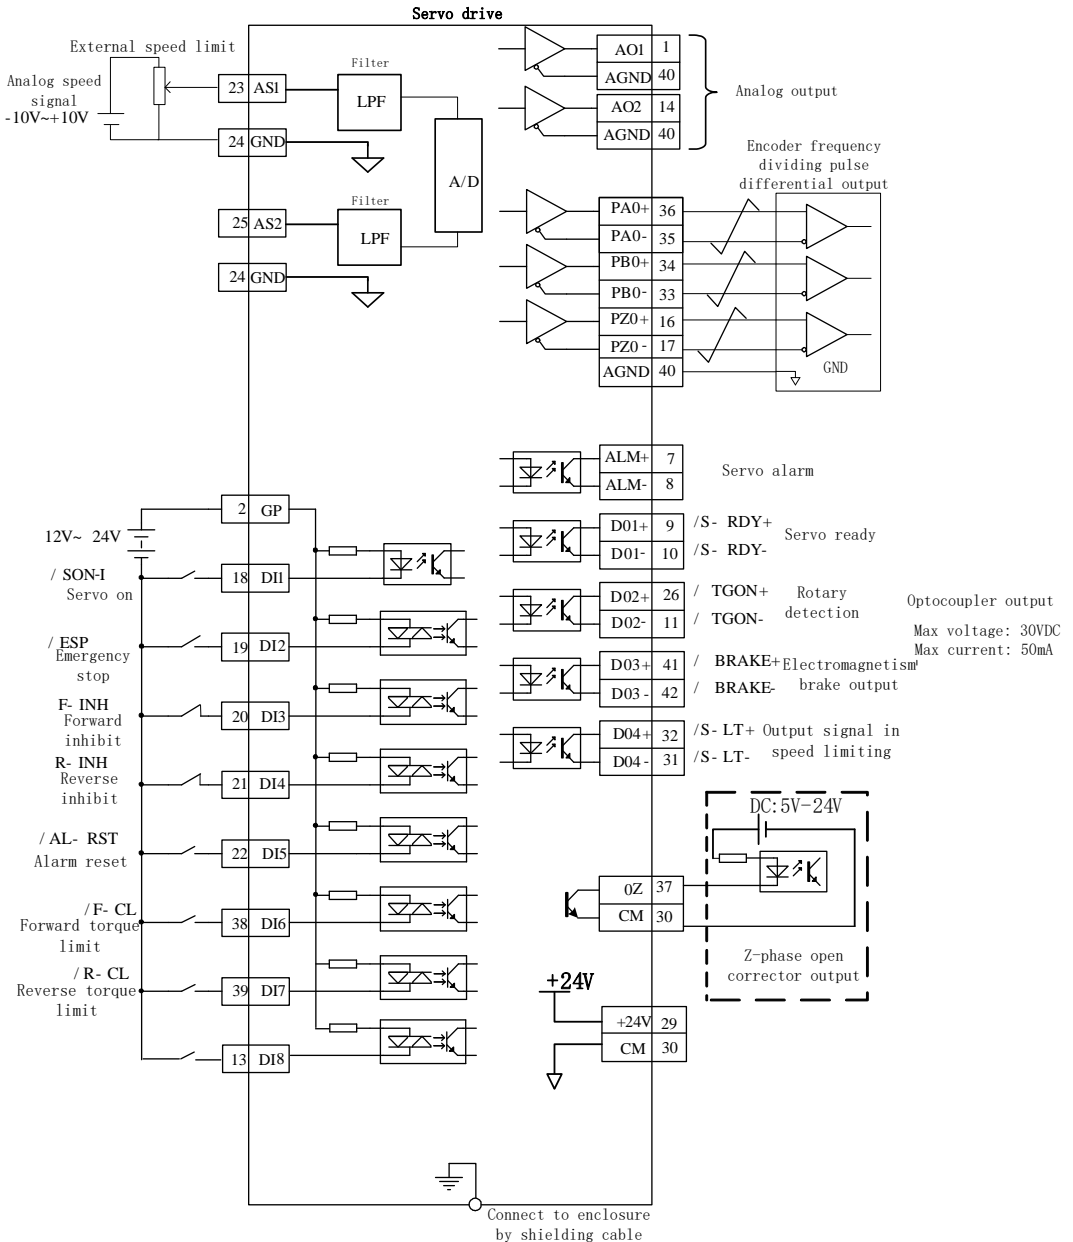 Servo drive
External speed limit
Analog speed
signal
-10V~+10V
23 AS1
Filter
LPF
24 GND
A/D
25 AS2
Filter
LPF
24 GND
AO1 1
AGND 40
AO2 14
AGND 40
Analog output
Encoder frequency
dividing pulse
differential output
PA0+ 36
PA0- 35
PB0+ 34
PB0- 33
PZ0+ 16
PZ0- 17
AGND 40
GND
ALM+ 7
ALM- 8
Servo alarm
D01+ 9 /S- RDY+
D01- 10 /S- RDY-
Servo ready
D02+ 26 / TGON+
D02- 11 / TGON-
Rotary
detection
D03+ 41 / BRAKE+
D03- 42 / BRAKE-
Electromagnetism
brake output
D04+ 32 /S- LT+
D04- 31 /S- LT-
Output signal in
speed limiting
Optocoupler output
Max voltage: 30VDC
Max current: 50mA
2 GP
12V~ 24V
/ SON-I
Servo on
18 DI1
/ ESP
Emergency
stop
19 DI2
F- INH
Forward
inhibit
20 DI3
R- INH
Reverse
inhibit
21 DI4
/ AL- RST
Alarm reset
22 DI5
/ F- CL
Forward torque
limit
38 DI6
/ R- CL
Reverse torque
limit
39 DI7
13 DI8
DC:5V-24V
0Z 37
CM 30
Z-phase open
corrector output
+24V
+24V 29
CM 30
Connect to enclosure
by shielding cable